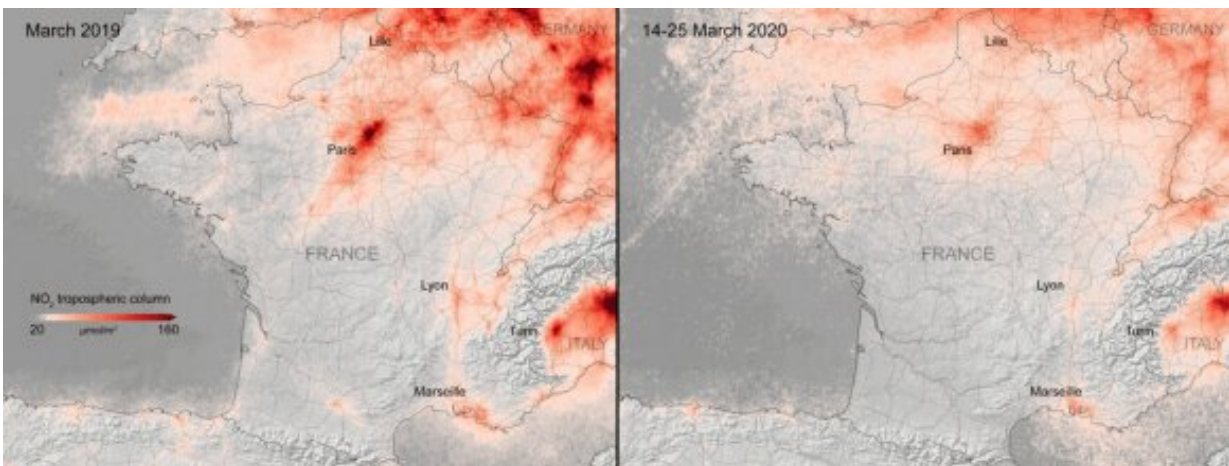 March 2019
GERMANY
Lille
Paris
FRANCE
Lyon
NO₂ tropospheric column
20 µmol/m² 160
Turin
ITALY
Marseille
14-25 March 2020
GERMANY
Lille
Paris
FRANCE
Lyon
Turin
ITALY
Marseille